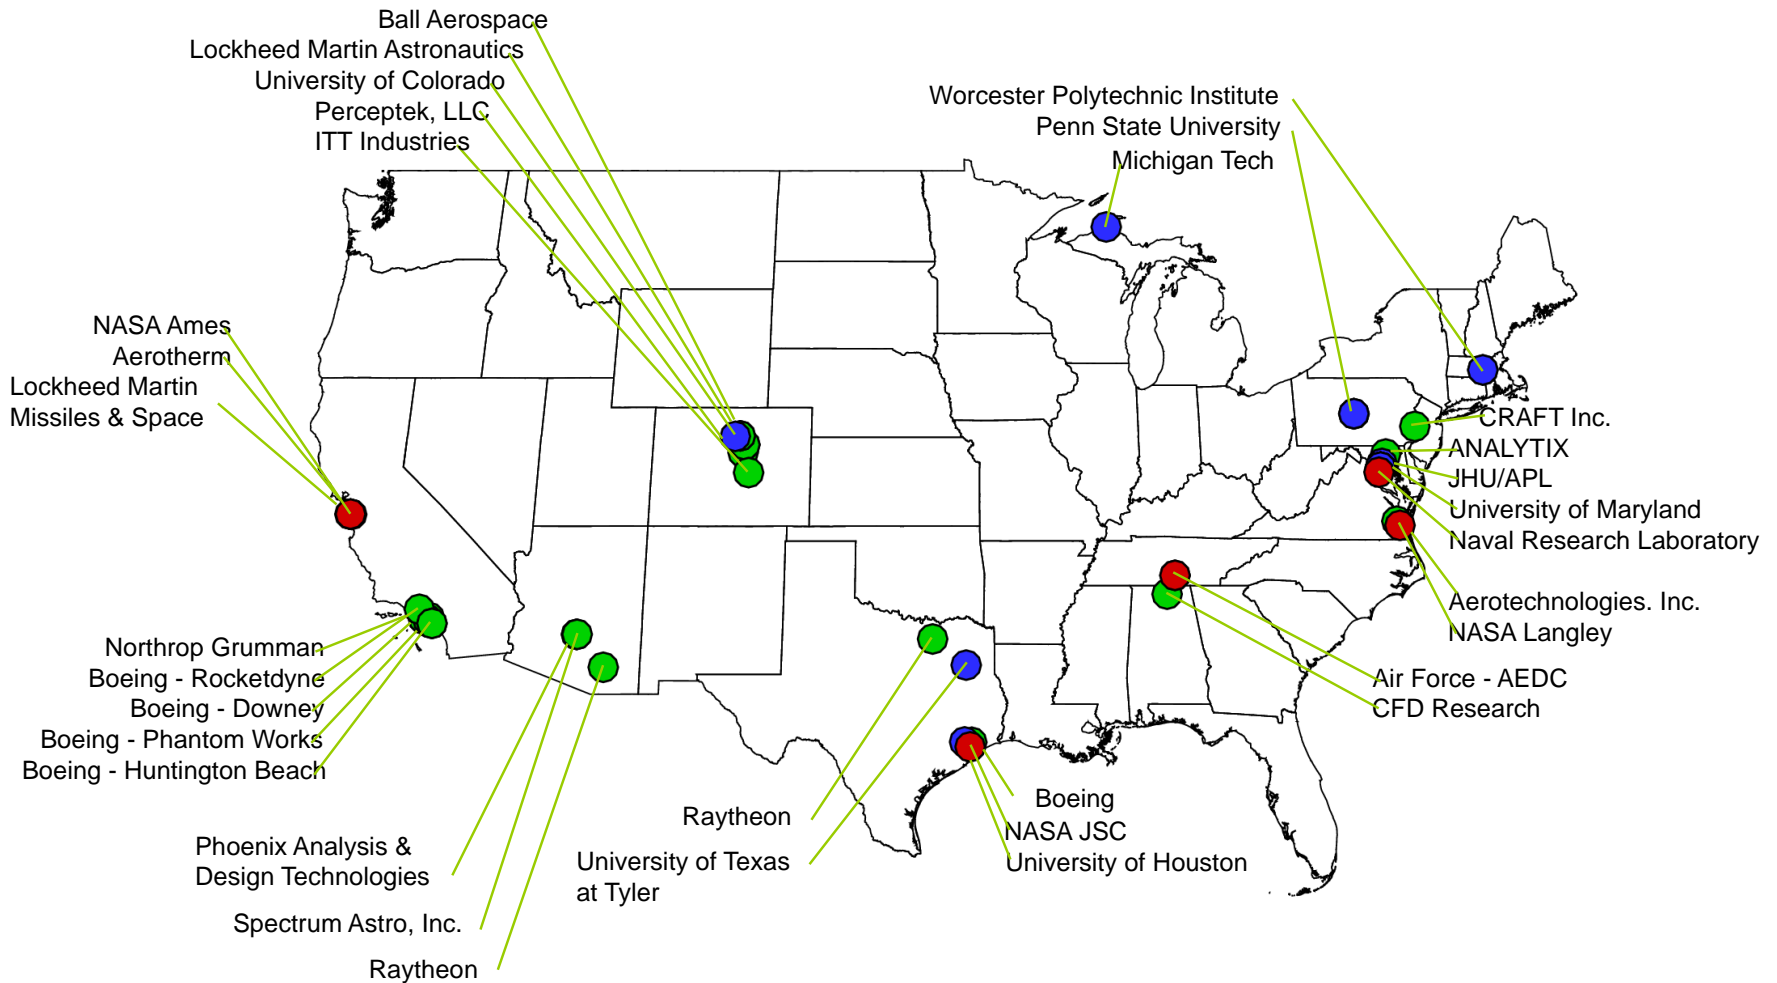 Ball Aerospace
Lockheed Martin Astronautics
University of Colorado
Perceptek, LLC
ITT Industries
Worcester Polytechnic Institute
Penn State University
Michigan Tech
NASA Ames
Aerotherm
Lockheed Martin
Missiles & Space
CRAFT Inc.
ANALYTIX
JHU/APL
University of Maryland
Naval Research Laboratory
Aerotechnologies. Inc.
NASA Langley
Northrop Grumman
Boeing - Rocketdyne
Boeing - Downey
Boeing - Phantom Works
Boeing - Huntington Beach
Air Force - AEDC
CFD Research
Phoenix Analysis &
Design Technologies
Spectrum Astro, Inc.
Raytheon
Raytheon
University of Texas
at Tyler
Boeing
NASA JSC
University of Houston